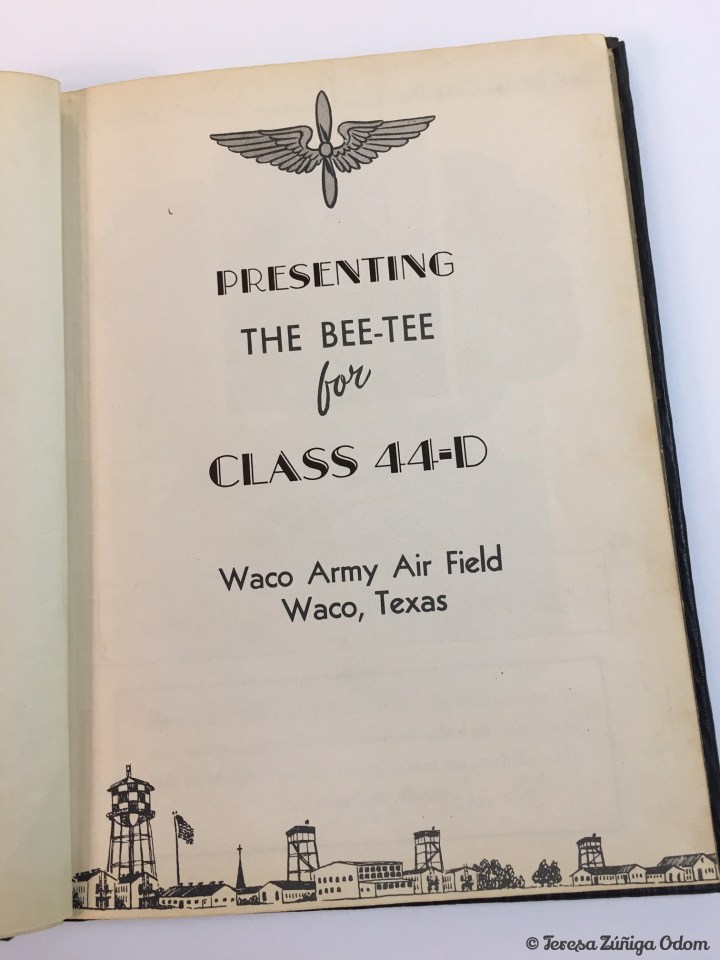 PRESENTING
THE BEE-TEE
for
CLASS 44-D
Waco Army Air Field
Waco, Texas
© Teresa Zúñiga Odom